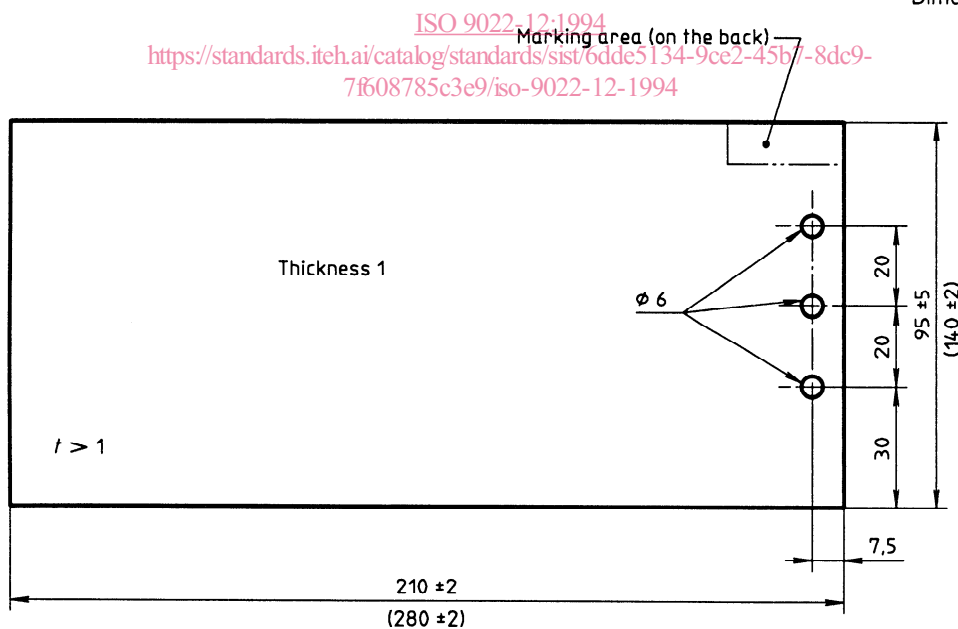 ISO 9022-12:1994
Marking area (on the back)
https://standards.iteh.ai/catalog/standards/sist/6dde5134-9ce2-45b7-8dc9-
7f608785c3e9/iso-9022-12-1994
Thickness 1
ø 6
20
20
30
95 ±5
(140 ±2)
t > 1
7,5
210 ±2
(280 ±2)